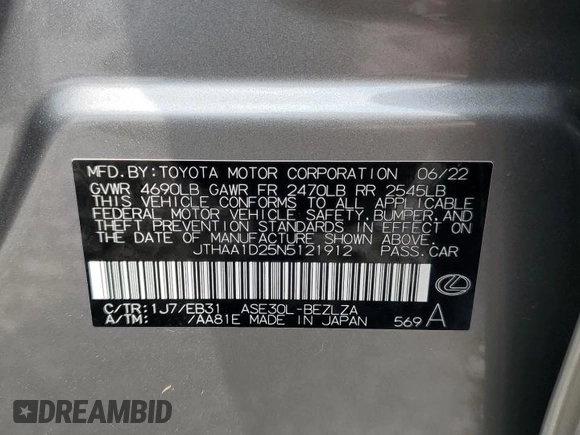 MFD.BY:TOYOTA MOTOR CORPORATION 06/22
GVWR 4690LB GAWR FR 2470LB RR 2545LB
THIS VEHICLE CONFORMS TO ALL APPLICABLE
FEDERAL MOTOR VEHICLE SAFETY,BUMPER,AND
THEFT PREVENTION STANDARDS IN EFFECT ON
THE DATE OF MANUFACTURE SHOWN ABOVE.
JTHAA1D25N5121912 PASS.CAR
C/TR:1J7/EB31 ASE30L-BEZLZA
A/TM: /AA81E MADE IN JAPAN 569 A
DREAMBID